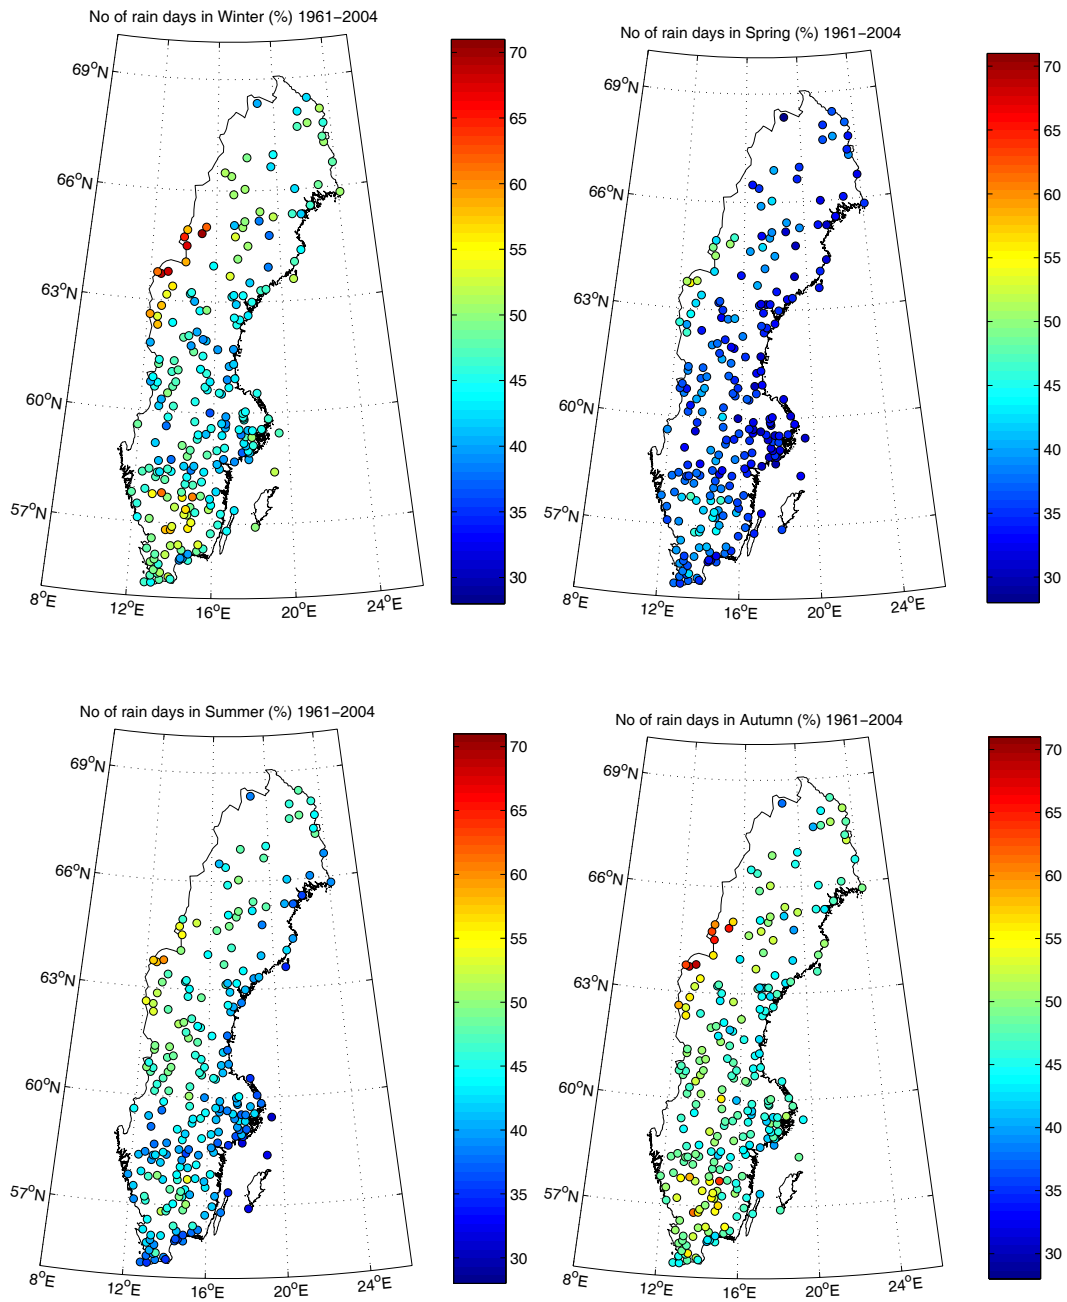 No of rain days in Winter (%) 1961−2004
69°N
66°N
63°N
60°N
57°N
8°E
12°E
16°E
20°E
24°E
70
65
60
55
50
45
40
35
30
No of rain days in Spring (%) 1961−2004
69°N
66°N
63°N
60°N
57°N
8°E
12°E
16°E
20°E
24°E
70
65
60
55
50
45
40
35
30
No of rain days in Summer (%) 1961−2004
69°N
66°N
63°N
60°N
57°N
8°E
12°E
16°E
20°E
24°E
70
65
60
55
50
45
40
35
30
No of rain days in Autumn (%) 1961−2004
69°N
66°N
63°N
60°N
57°N
8°E
12°E
16°E
20°E
24°E
70
65
60
55
50
45
40
35
30